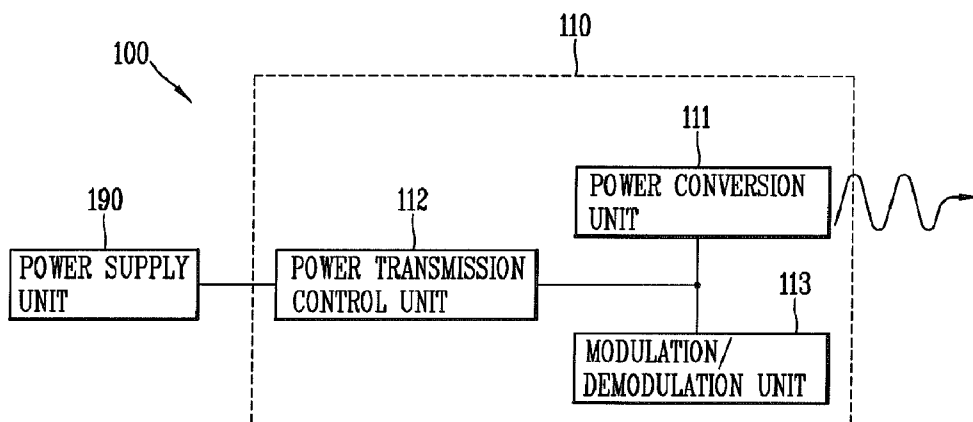 110
100
111
POWER CONVERSION
UNIT
190
112
POWER SUPPLY
UNIT
POWER TRANSMISSION
CONTROL UNIT
113
MODULATION/
DEMODULATION UNIT